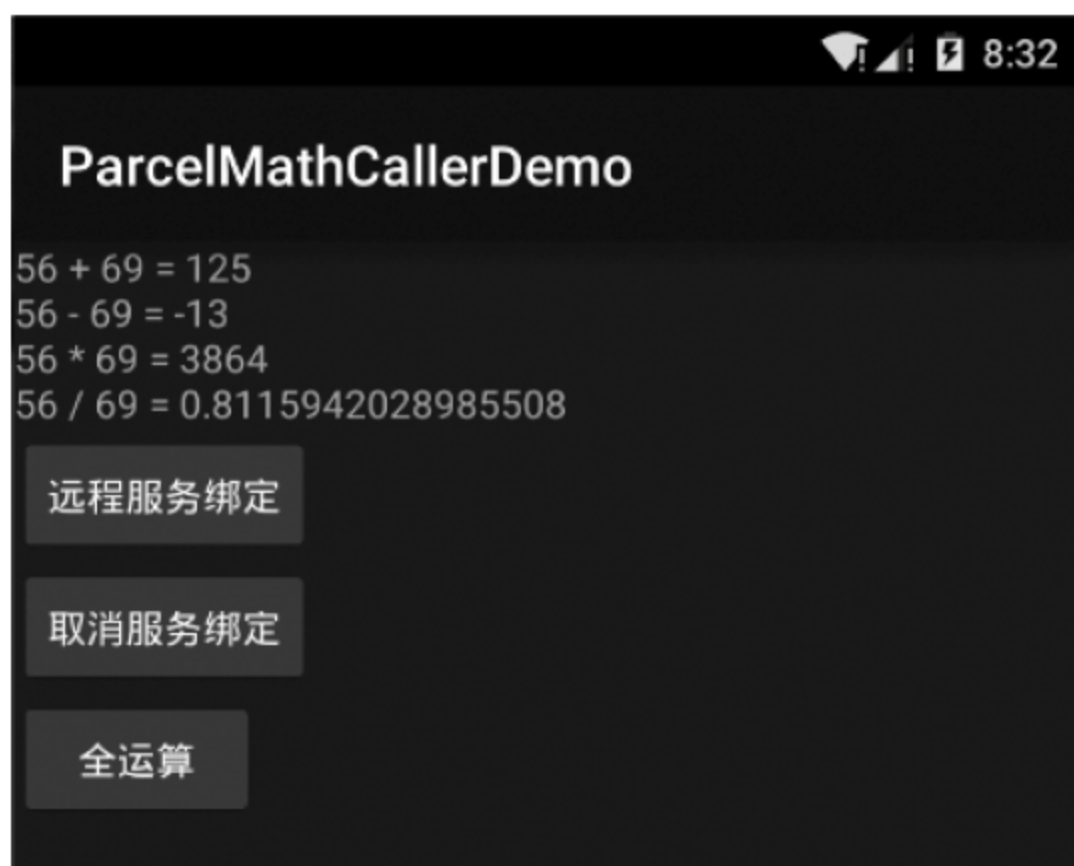 8:32
ParcelMathCallerDemo
56 + 69 = 125
56 - 69 = -13
56 * 69 = 3864
56 / 69 = 0.8115942028985508
远程服务绑定
取消服务绑定
全运算